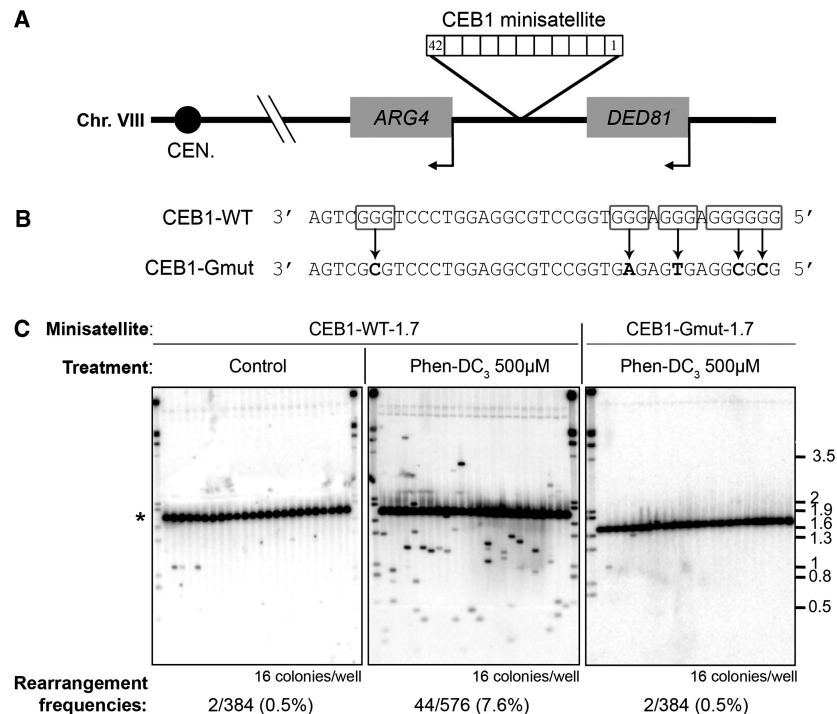 A
CEB1 minisatellite
42 1
Chr. VIII
ARG4
DED81
CEN.
B
CEB1-WT 3′ AGTCGGGTCCCTGGAGGCGTCCGGTGGGAGGGAGGGGGG 5′
CEB1-Gmut 3′ AGTCGCGTCCCTGGAGGCGTCCGGTGAGAGTGAGGCGCG 5′
C
Minisatellite: CEB1-WT-1.7 CEB1-Gmut-1.7
Treatment: Control Phen-DC3 500µM Phen-DC3 500µM
3.5
2
1.9
1.6
1.3
1
0.8
0.5
*
16 colonies/well 16 colonies/well 16 colonies/well
Rearrangement
frequencies: 2/384 (0.5%) 44/576 (7.6%) 2/384 (0.5%)